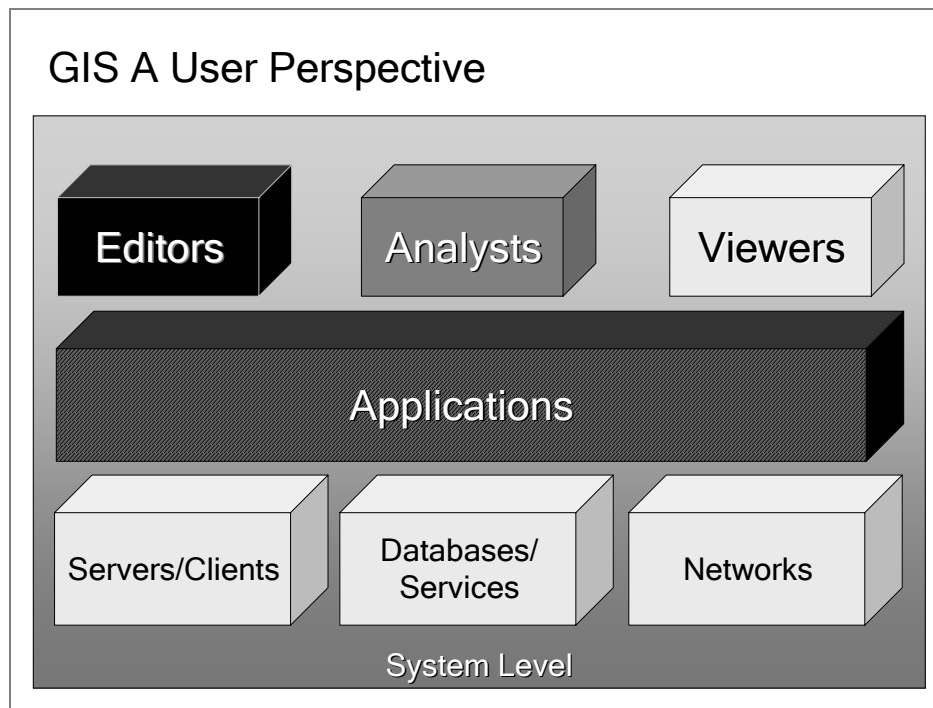 GIS A User Perspective
Editors
Analysts
Viewers
Applications
Servers/Clients
Databases/
Services
Networks
System Level